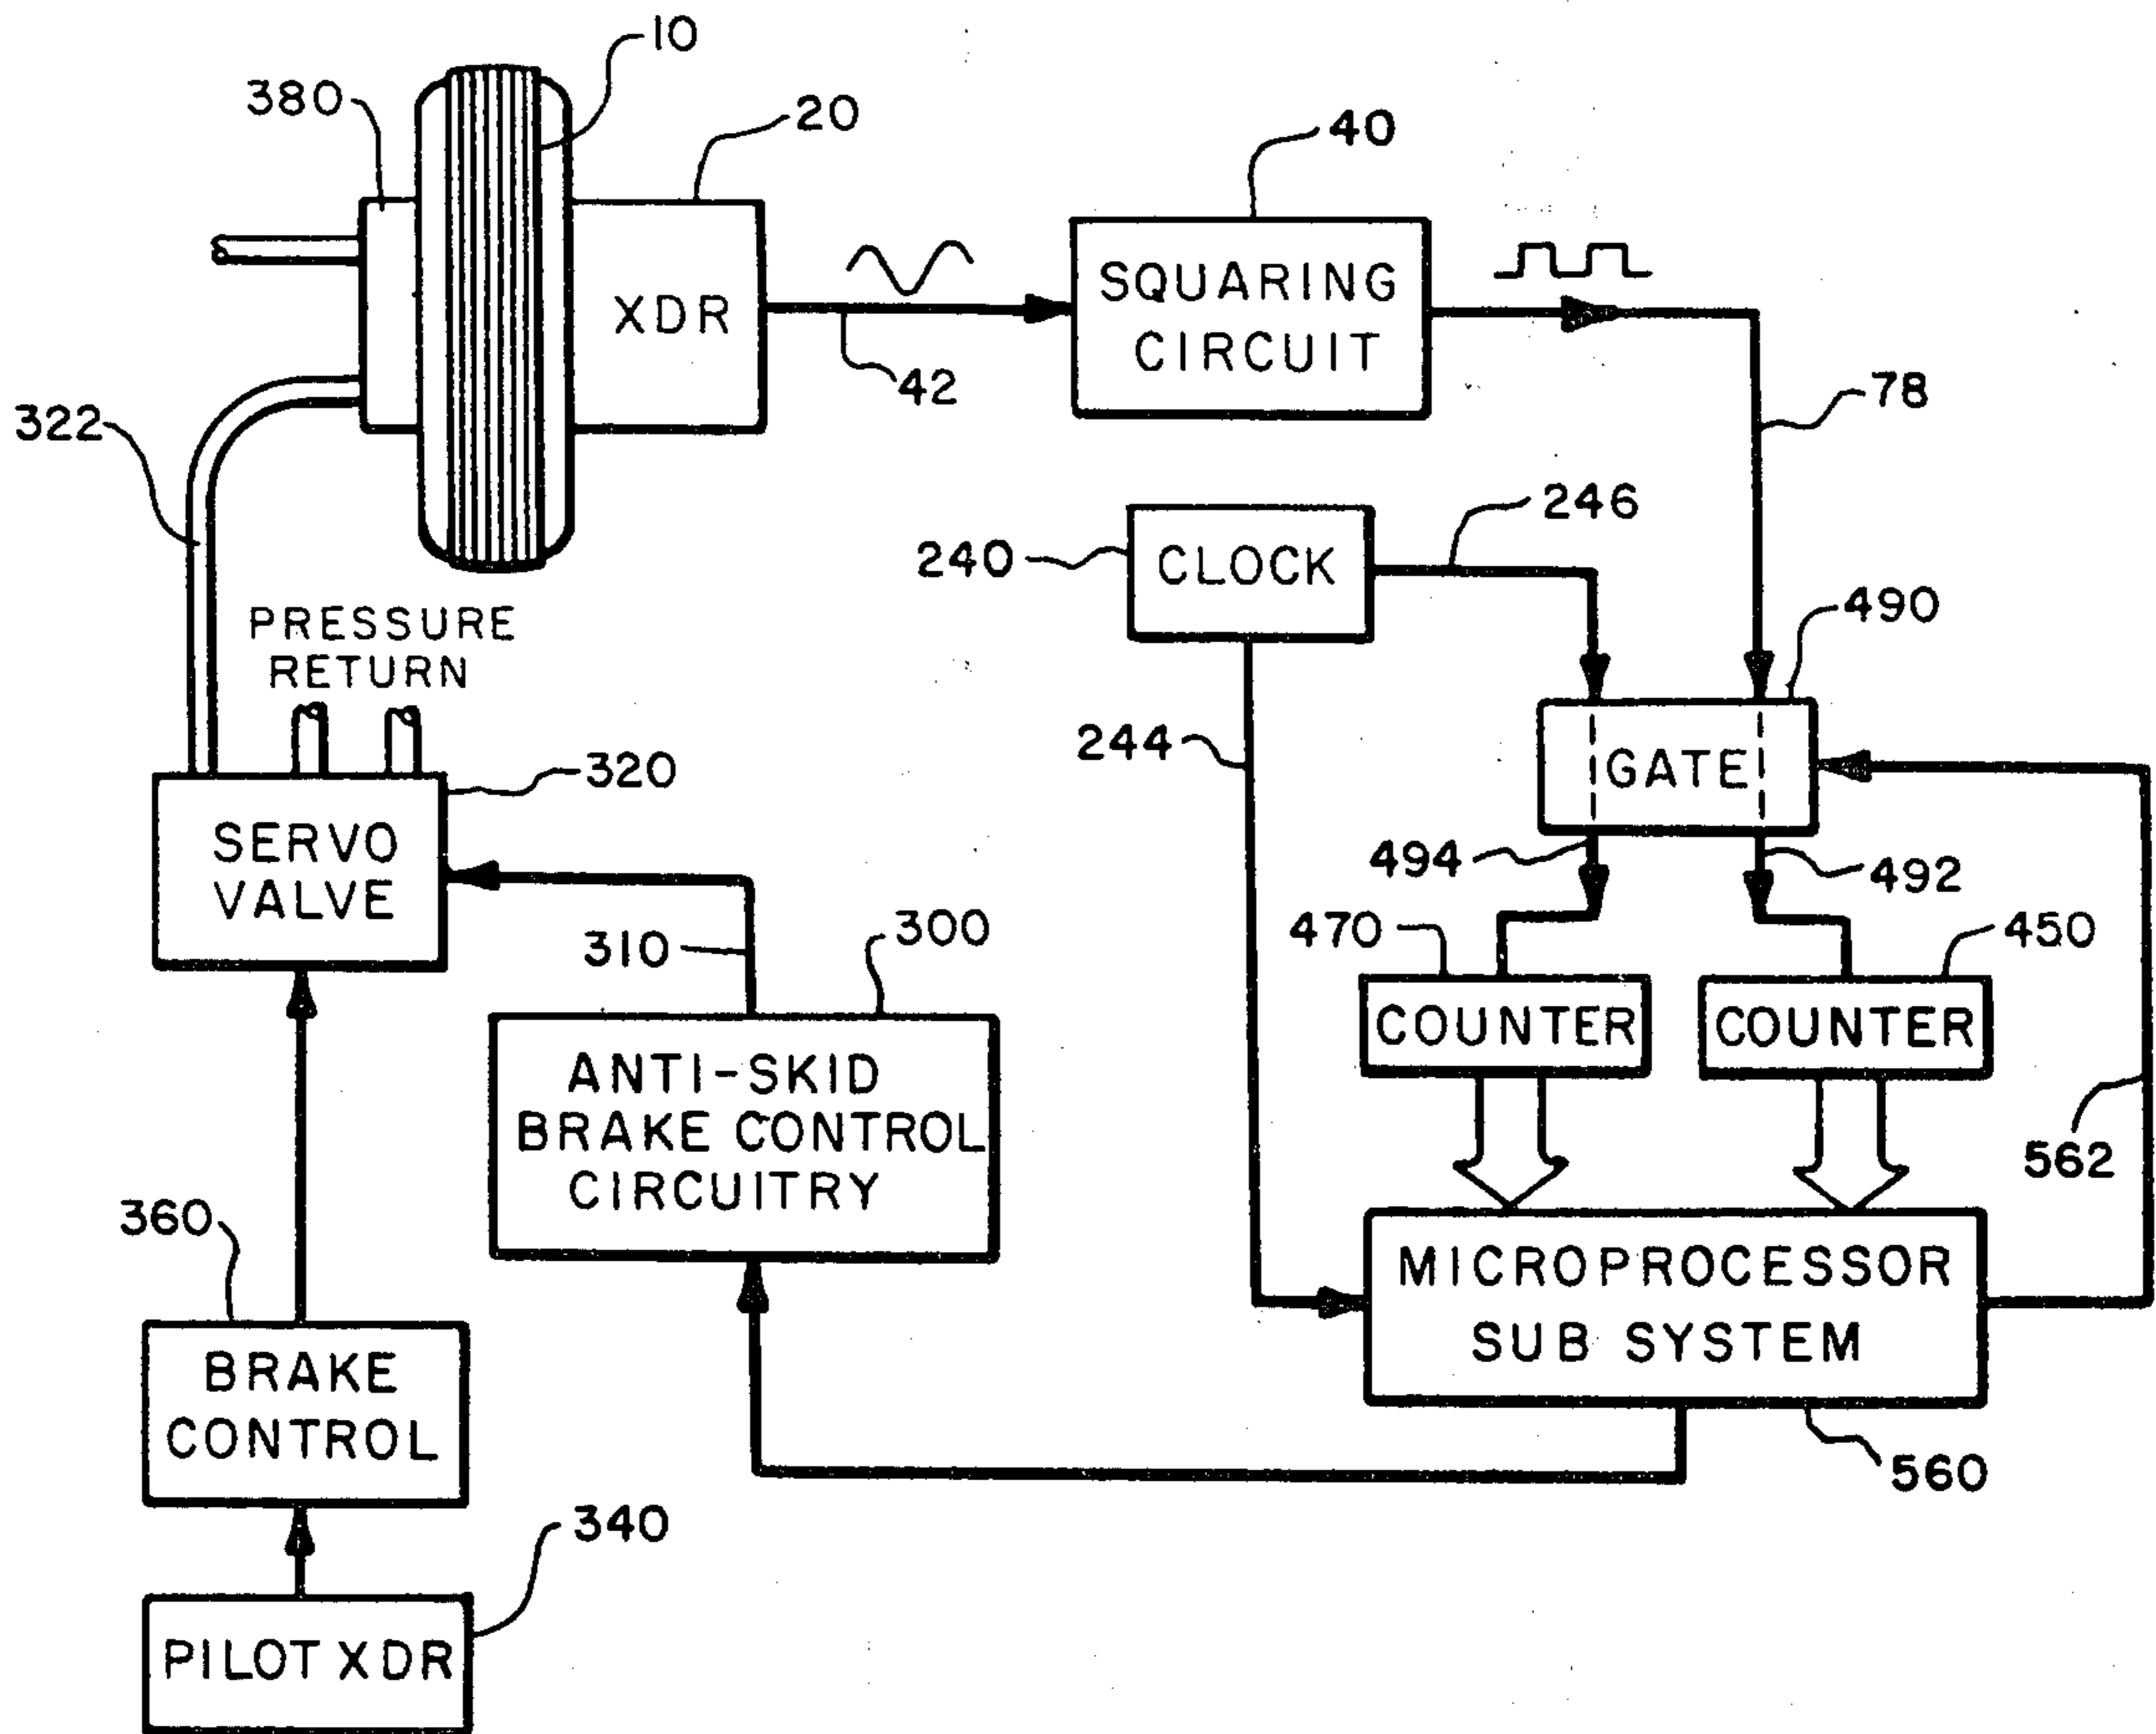 10
380
20
40
XDR
SQUARING
CIRCUIT
42
78
322
246
240
CLOCK
490
PRESSURE
RETURN
244
GATE
320
SERVO
VALVE
494
492
310
300
470
450
COUNTER
COUNTER
ANTI-SKID
BRAKE CONTROL
CIRCUITRY
562
360
MICROPROCESSOR
SUB SYSTEM
BRAKE
CONTROL
560
340
PILOT XDR